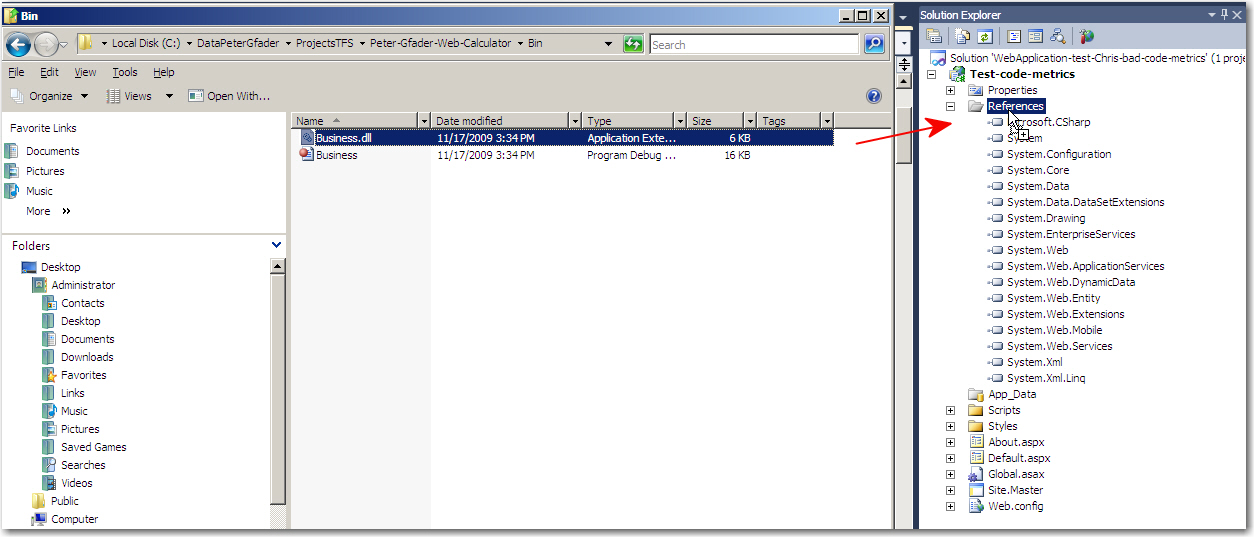 Bin
Local Disk (C:) DataPeterGfader ProjectsTFS Peter-Gfader-Web-Calculator Bin
Search
File Edit View Tools Help
Organize Views Open With...
Favorite Links
Documents
Pictures
Music
More »
Folders
Desktop
Administrator
Contacts
Desktop
Documents
Downloads
Favorites
Links
Music
Pictures
Saved Games
Searches
Videos
Public
Computer
Name Date modified Type Size Tags
Business.dll 11/17/2009 3:34 PM Application Exte... 6 KB
Business 11/17/2009 3:34 PM Program Debug ... 16 KB
Solution Explorer
Solution 'WebApplication-test-Chris-bad-code-metrics' (1 proje
Test-code-metrics
Properties
References
rosoft.CSharp
System
System.Configuration
System.Core
System.Data
System.Data.DataSetExtensions
System.Drawing
System.EnterpriseServices
System.Web
System.Web.ApplicationServices
System.Web.DynamicData
System.Web.Entity
System.Web.Extensions
System.Web.Mobile
System.Web.Services
System.Xml
System.Xml.Linq
App_Data
Scripts
Styles
About.aspx
Default.aspx
Global.asax
Site.Master
Web.config